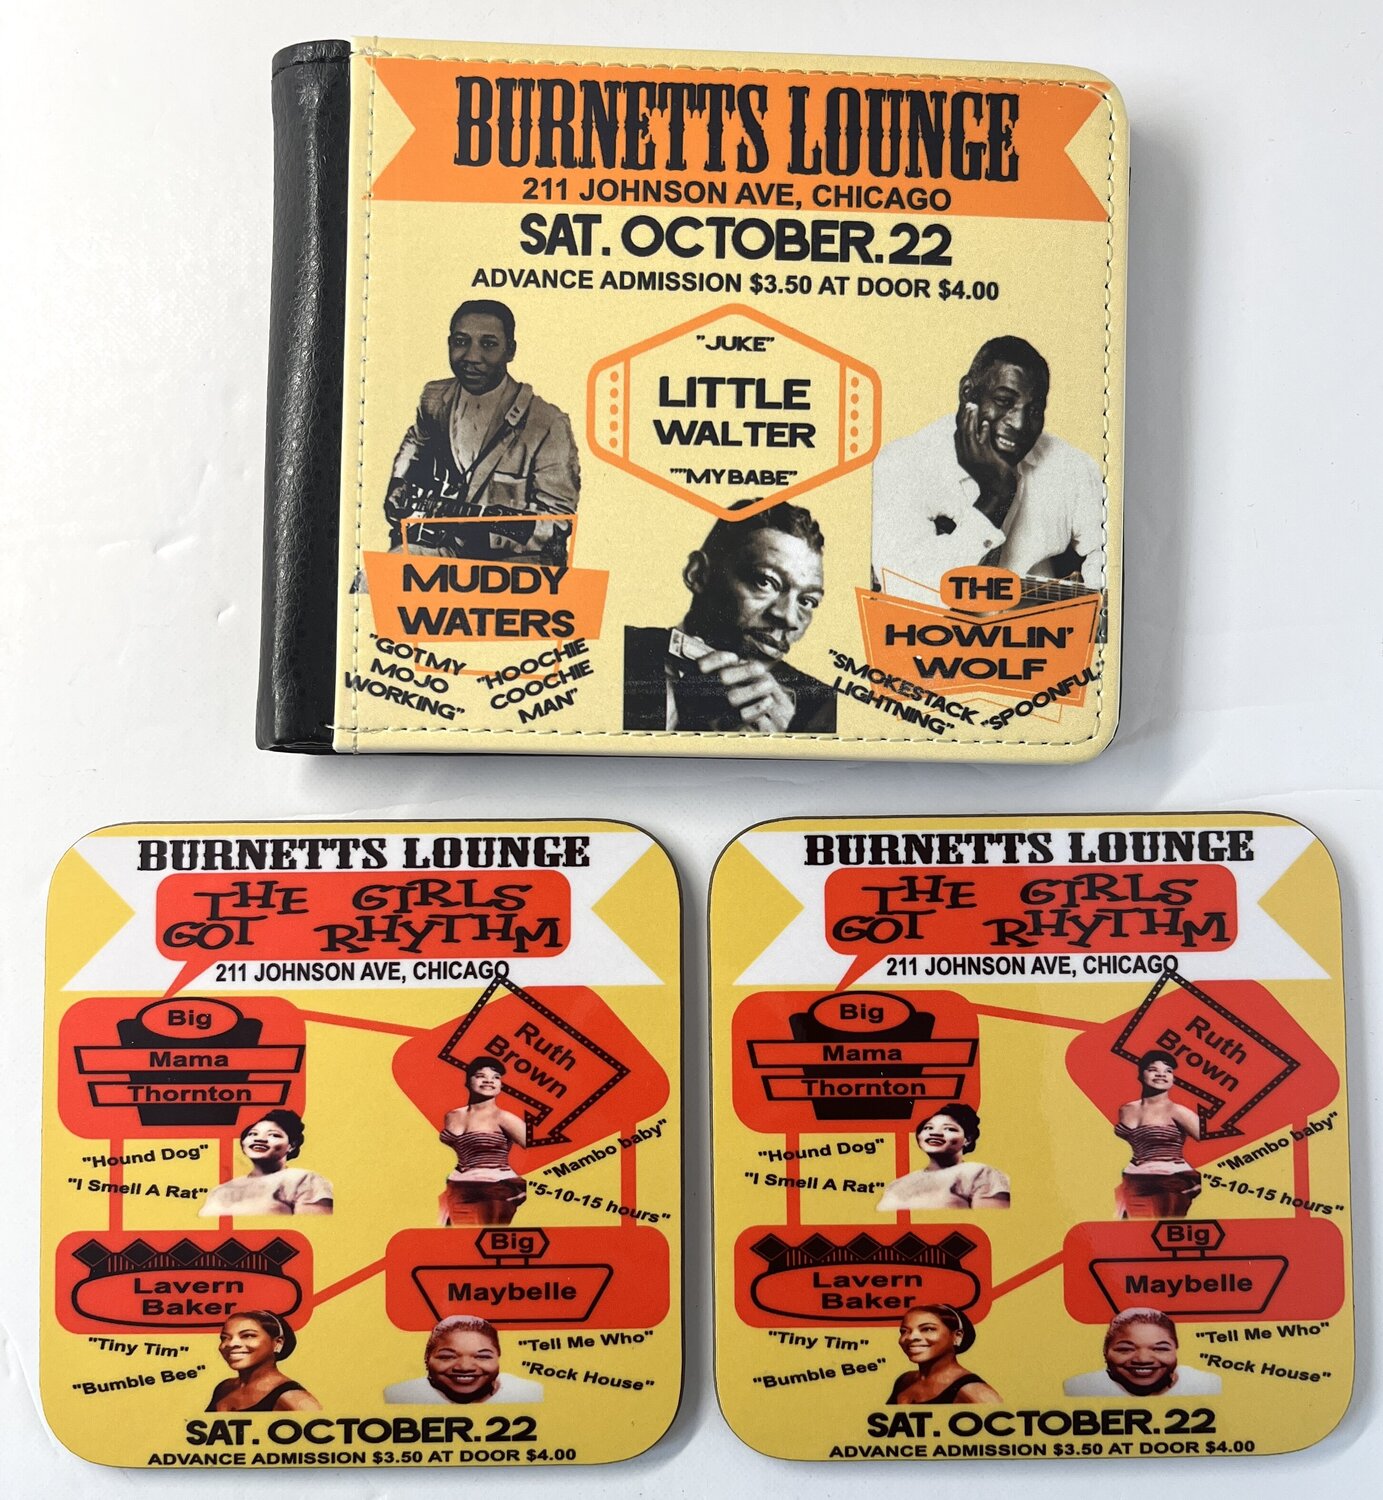 BURNETTS LOUNGE
211 JOHNSON AVE, CHICAGO
SAT. OCTOBER.22
ADVANCE ADMISSION $3.50 AT DOOR $4.00
"JUKE"
LITTLE
WALTER
""MY BABE"
MUDDY
WATERS
"GOT MY
MOJO
WORKING"
"HOOCHIE
COOCHIE
MAN"
THE
HOWLIN'
WOLF
"SMOKESTACK
LIGHTNING"
"SPOONFUL"
BURNETTS LOUNGE
THE GIRLS
GOT RHYTHM
211 JOHNSON AVE, CHICAGO
Big
Mama
Thornton
Ruth
Brown
"Hound Dog"
"I Smell A Rat"
"Mambo baby"
"5-10-15 hours"
Lavern
Baker
Big
Maybelle
"Tiny Tim"
"Bumble Bee"
"Tell Me Who"
"Rock House"
SAT. OCTOBER.22
ADVANCE ADMISSION $3.50 AT DOOR $4.00
BURNETTS LOUNGE
THE GIRLS
GOT RHYTHM
211 JOHNSON AVE, CHICAGO
Big
Mama
Thornton
Ruth
Brown
"Hound Dog"
"I Smell A Rat"
"Mambo baby"
"5-10-15 hours"
Lavern
Baker
Big
Maybelle
"Tiny Tim"
"Bumble Bee"
"Tell Me Who"
"Rock House"
SAT. OCTOBER.22
ADVANCE ADMISSION $3.50 AT DOOR $4.00